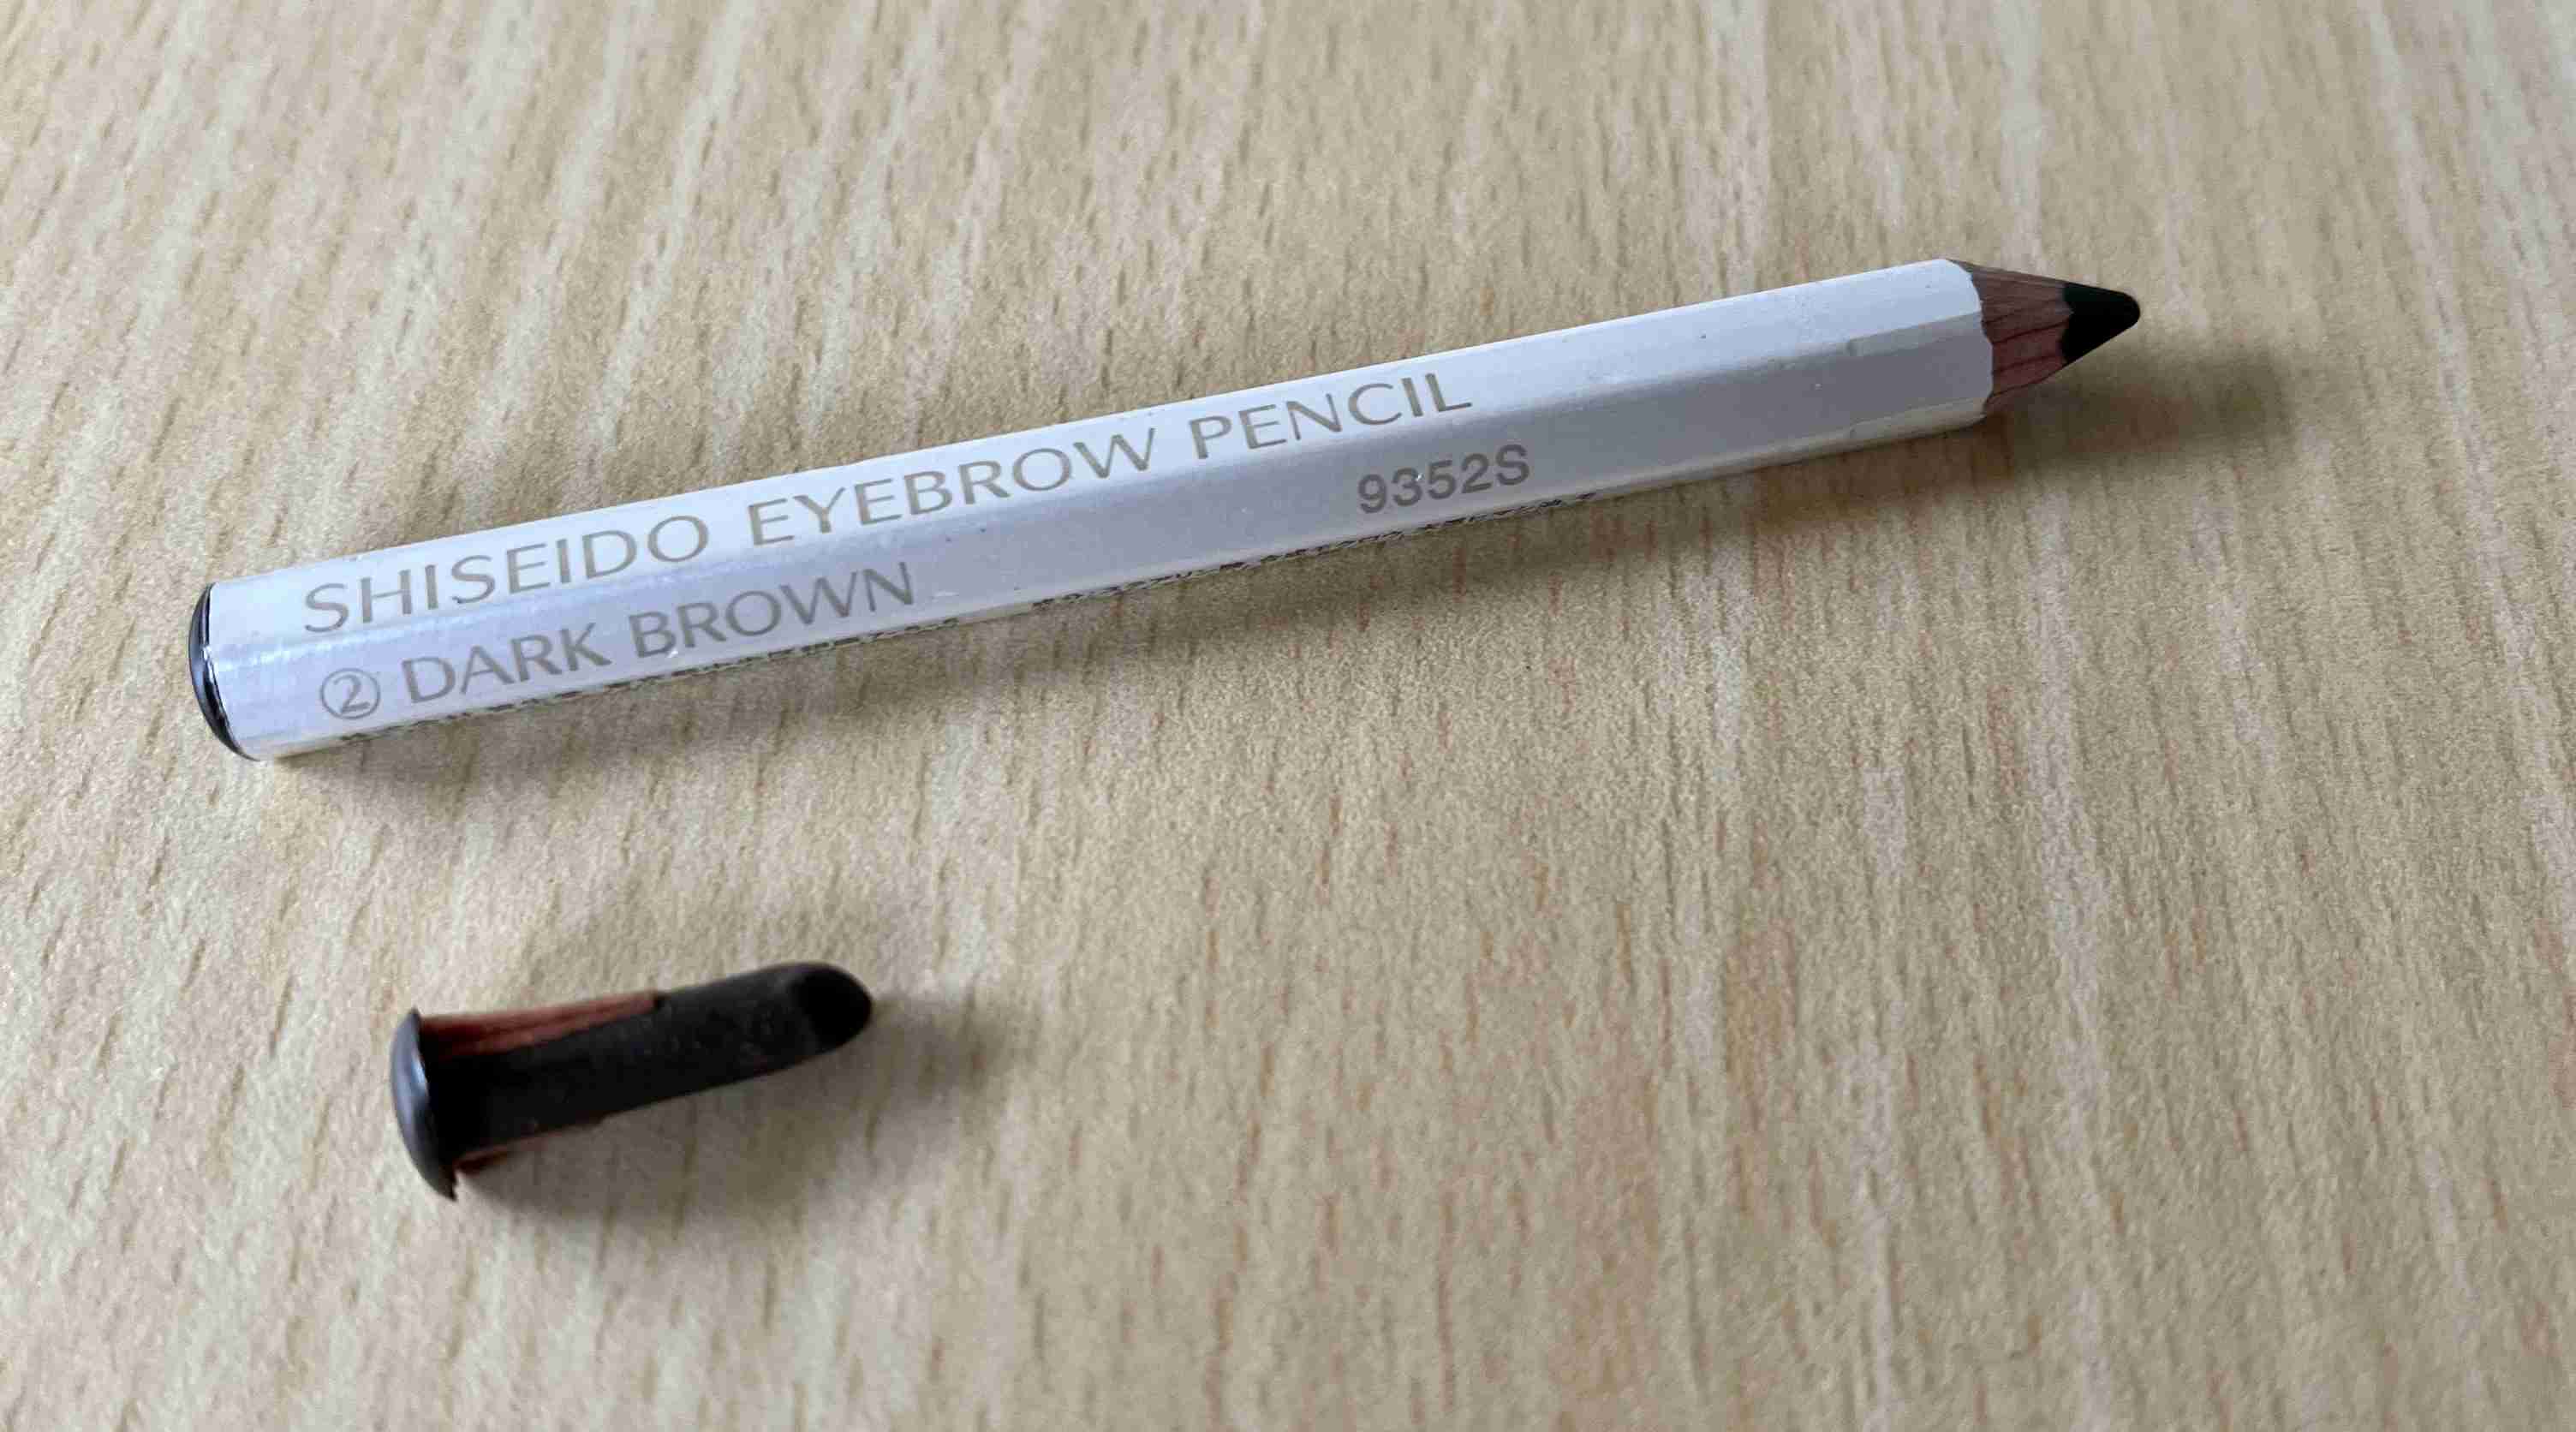 SHISEIDO EYEBROW PENCIL
② DARK BROWN 9352S